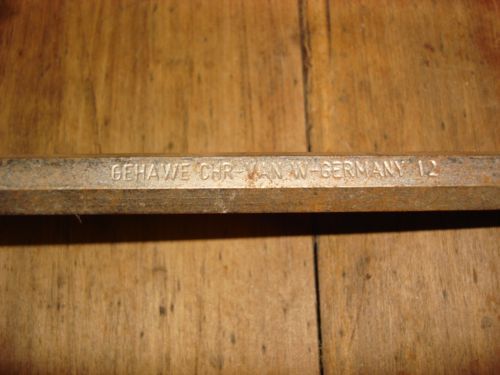 GEHAWE CHR-VAN W-GERMANY 12